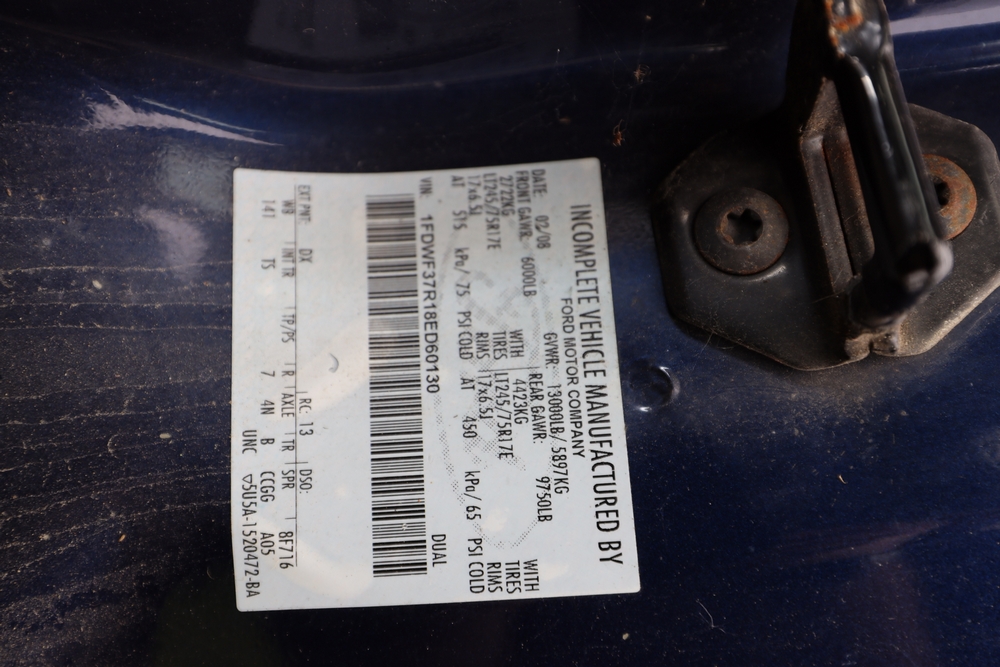 INCOMPLETE VEHICLE MANUFACTURED BY
FORD MOTOR COMPANY
DATE: 02/08 GVWR: 13000LB/ 5897KG
FRONT GAWR: 6000LB REAR GAWR: 9750LB
2722KG WITH 4423KG WITH
LT245/75R17E TIRES LT245/75R17E TIRES
17x6.5J RIMS 17x6.5J RIMS
AT 515 kPa/ 75 PSI COLD AT 450 kPa/ 65 PSI COLD
VIN: 1FDWF37R18ED60130 DUAL
EXT PNT: DX RC: 13 DSO: 8F716
WB INT TR TP/PS R AXLE TR SPR
141 TS 7 4N B CCGG A05
UNC 5U5A-1520472-BA